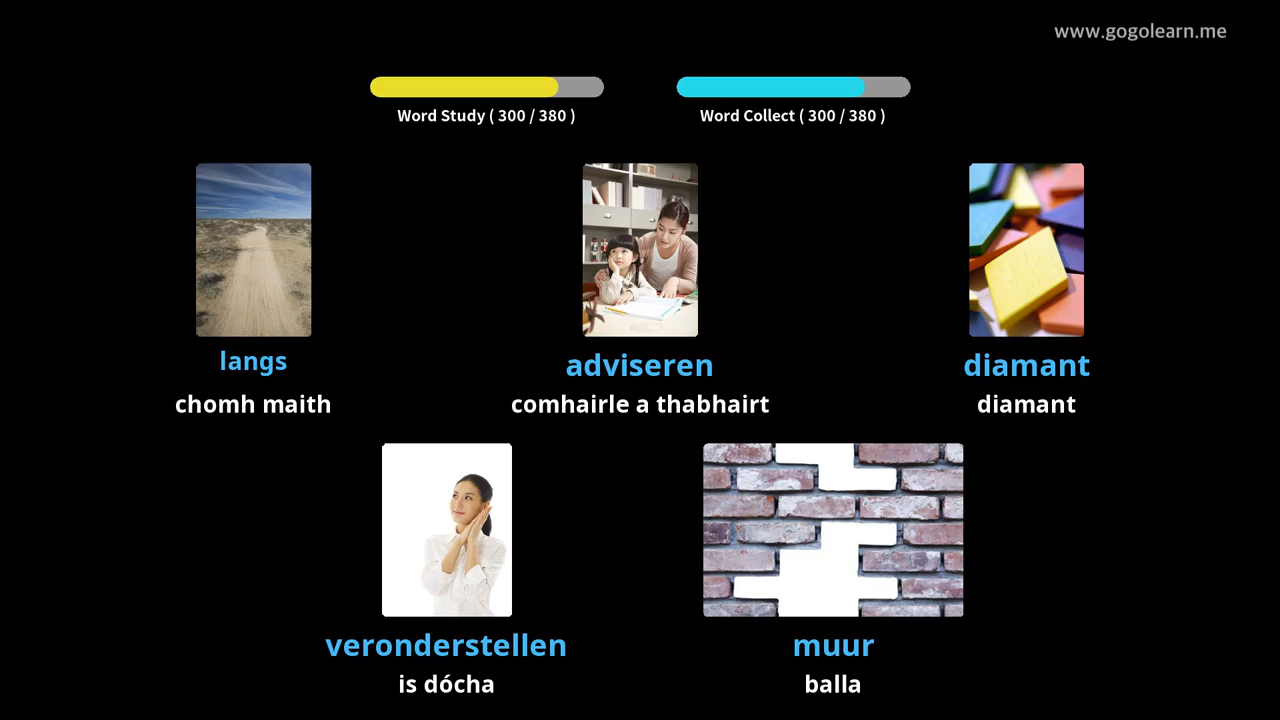 www.gogolearn.me
Word Study ( 300 / 380 )
Word Collect ( 300 / 380 )
langs
chomh maith
adviseren
comhairle a thabhairt
diamant
diamant
veronderstellen
is dócha
muur
balla